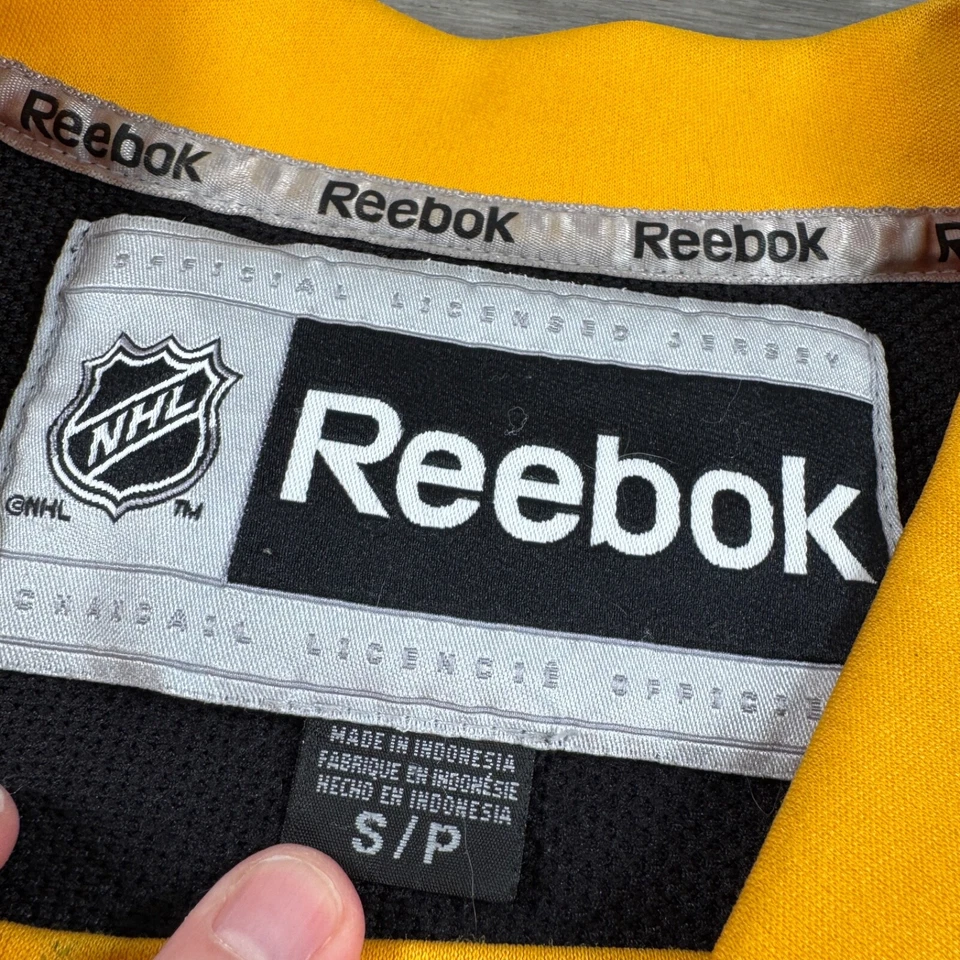 Reebok Reebok Reebok R
OFFICIAL LICENSED JERSEY
NHL
©NHL TM
Reebok
CHANDAIL LICENCIÉ OFFICIE
MADE IN INDONESIA
FABRIQUE EN INDONÉSIE
HECHO EN INDONESIA
S/P